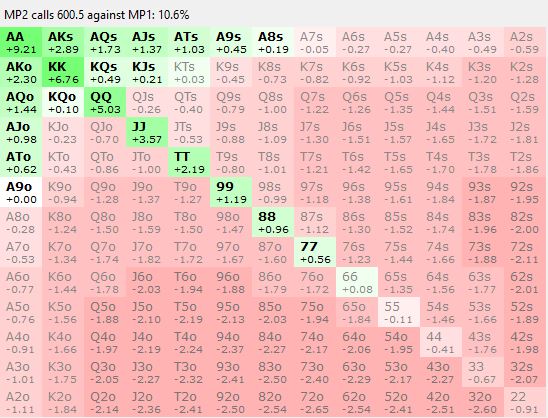 MP2 calls 600.5 against MP1: 10.6%
AA AKs AQs AJs ATs A9s A8s A7s A6s A5s A4s A3s A2s
+9.21 +2.89 +1.73 +1.37 +1.03 +0.45 +0.19 -0.05 -0.27 -0.27 -0.40 -0.49 -0.59
AKo KK KQs KJs KTs K9s K8s K7s K6s K5s K4s K3s K2s
+2.30 +6.76 +0.49 +0.21 +0.03 -0.45 -0.73 -0.82 -0.92 -1.03 -1.12 -1.20 -1.28
AQo KQo QQ QJs QTs Q9s Q8s Q7s Q6s Q5s Q4s Q3s Q2s
+1.44 +0.10 +5.03 -0.26 -0.40 -0.79 -1.00 -1.22 -1.26 -1.35 -1.44 -1.51 -1.59
AJo KJo QJo JJ JTs J9s J8s J7s J6s J5s J4s J3s J2s
+0.98 -0.23 -0.70 +3.57 -0.53 -0.88 -1.09 -1.30 -1.51 -1.57 -1.65 -1.72 -1.81
ATo KTo QTo JTo TT T9s T8s T7s T6s T5s T4s T3s T2s
+0.62 -0.43 -0.86 -1.00 +2.19 -0.80 -1.01 -1.21 -1.42 -1.65 -1.70 -1.78 -1.86
A9o K9o Q9o J9o T9o 99 98s 97s 96s 95s 94s 93s 92s
+0.00 -0.94 -1.28 -1.37 -1.27 +1.19 -0.99 -1.18 -1.38 -1.61 -1.84 -1.87 -1.95
A8o K8o Q8o J8o T8o 98o 88 87s 86s 85s 84s 83s 82s
-0.28 -1.24 -1.50 -1.59 -1.50 -1.47 +0.96 -1.12 -1.30 -1.52 -1.74 -1.96 -2.00
A7o K7o Q7o J7o T7o 97o 87o 77 76s 75s 74s 73s 72s
-0.53 -1.34 -1.74 -1.82 -1.72 -1.67 -1.60 +0.56 -1.23 -1.44 -1.66 -1.88 -2.11
A6o K6o Q6o J6o T6o 96o 86o 76o 66 65s 64s 63s 62s
-0.77 -1.44 -1.78 -2.03 -1.94 -1.88 -1.79 -1.72 +0.08 -1.35 -1.56 -1.78 -2.01
A5o K5o Q5o J5o T5o 95o 85o 75o 65o 55 54s 53s 52s
-0.76 -1.56 -1.88 -2.10 -2.19 -2.13 -2.03 -1.94 -1.84 -0.11 -1.46 -1.66 -1.89
A4o K4o Q4o J4o T4o 94o 84o 74o 64o 54o 44 43s 42s
-0.91 -1.66 -1.97 -2.19 -2.24 -2.37 -2.27 -2.17 -2.06 -1.95 -0.41 -1.76 -1.98
A3o K3o Q3o J3o T3o 93o 83o 73o 63o 53o 43o 33 32s
-1.01 -1.75 -2.05 -2.27 -2.32 -2.41 -2.50 -2.40 -2.29 -2.17 -2.27 -0.67 -2.07
A2o K2o Q2o J2o T2o 92o 82o 72o 62o 52o 42o 32o 22
-1.11 -1.84 -2.14 -2.36 -2.41 -2.50 -2.54 -2.65 -2.54 -2.41 -2.51 -2.60 -0.91